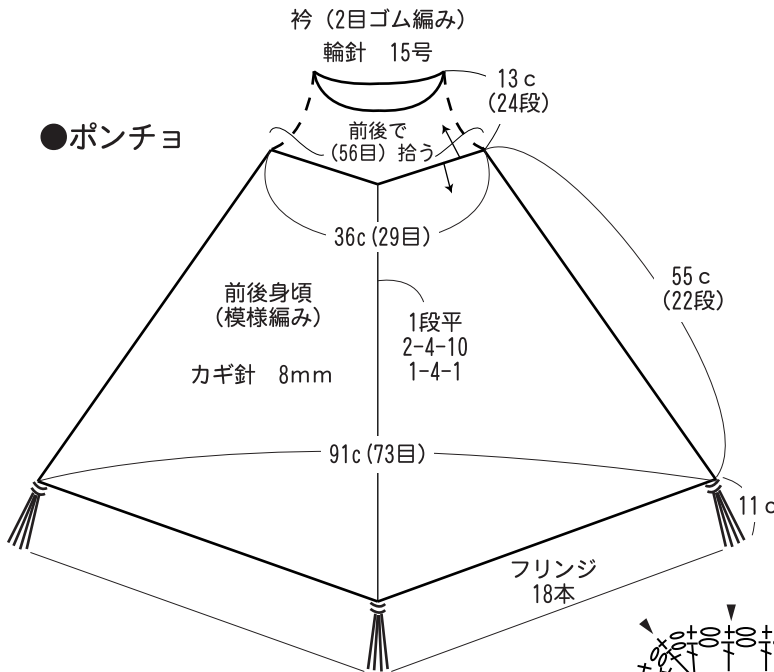 衿（2目ゴム編み）
輪針　15号
13c
（24段）
●ポンチョ
前後で
（56目）拾う
36c（29目）
55c
（22段）
前後身頃
（模様編み）
カギ針　8mm
1段平
2-4-10
1-4-1
91c（73目）
11c
フリンジ
18本